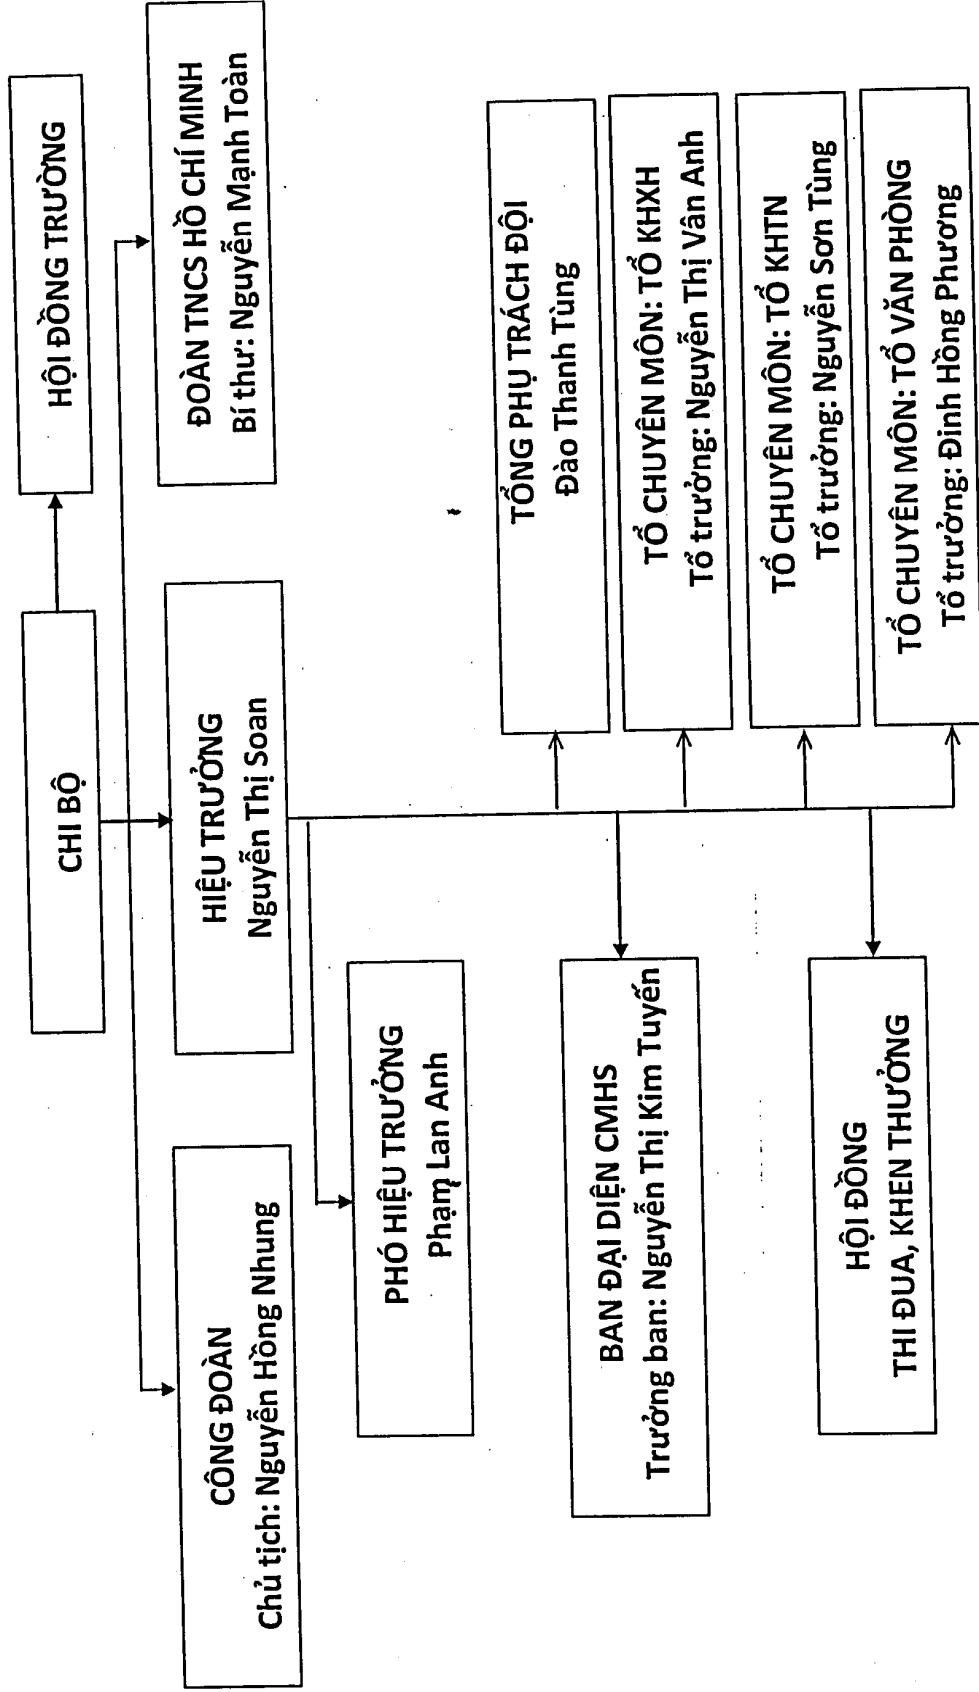 CHI BỘ
HỘI ĐỒNG TRƯỜNG
CÔNG ĐOÀN
Chủ tịch: Nguyễn Hồng Nhung
HIỆU TRƯỞNG
Nguyễn Thị Soan
ĐOÀN TNCS HỒ CHÍ MINH
Bí thư: Nguyễn Mạnh Toàn
PHÓ HIỆU TRƯỞNG
Phạm Lan Anh
TỔNG PHỤ TRÁCH ĐỘI
Đào Thanh Tùng
BAN ĐẠI DIỆN CMHS
Trưởng ban: Nguyễn Thị Kim Tuyến
TỔ CHUYÊN MÔN: TỔ KHXH
Tổ trưởng: Nguyễn Thị Vân Anh
TỔ CHUYÊN MÔN: TỔ KHTN
Tổ trưởng: Nguyễn Sơn Tùng
HỘI ĐỒNG
THI ĐUA, KHEN THƯỞNG
TỔ CHUYÊN MÔN: TỔ VĂN PHÒNG
Tổ trưởng: Đinh Hồng Phương